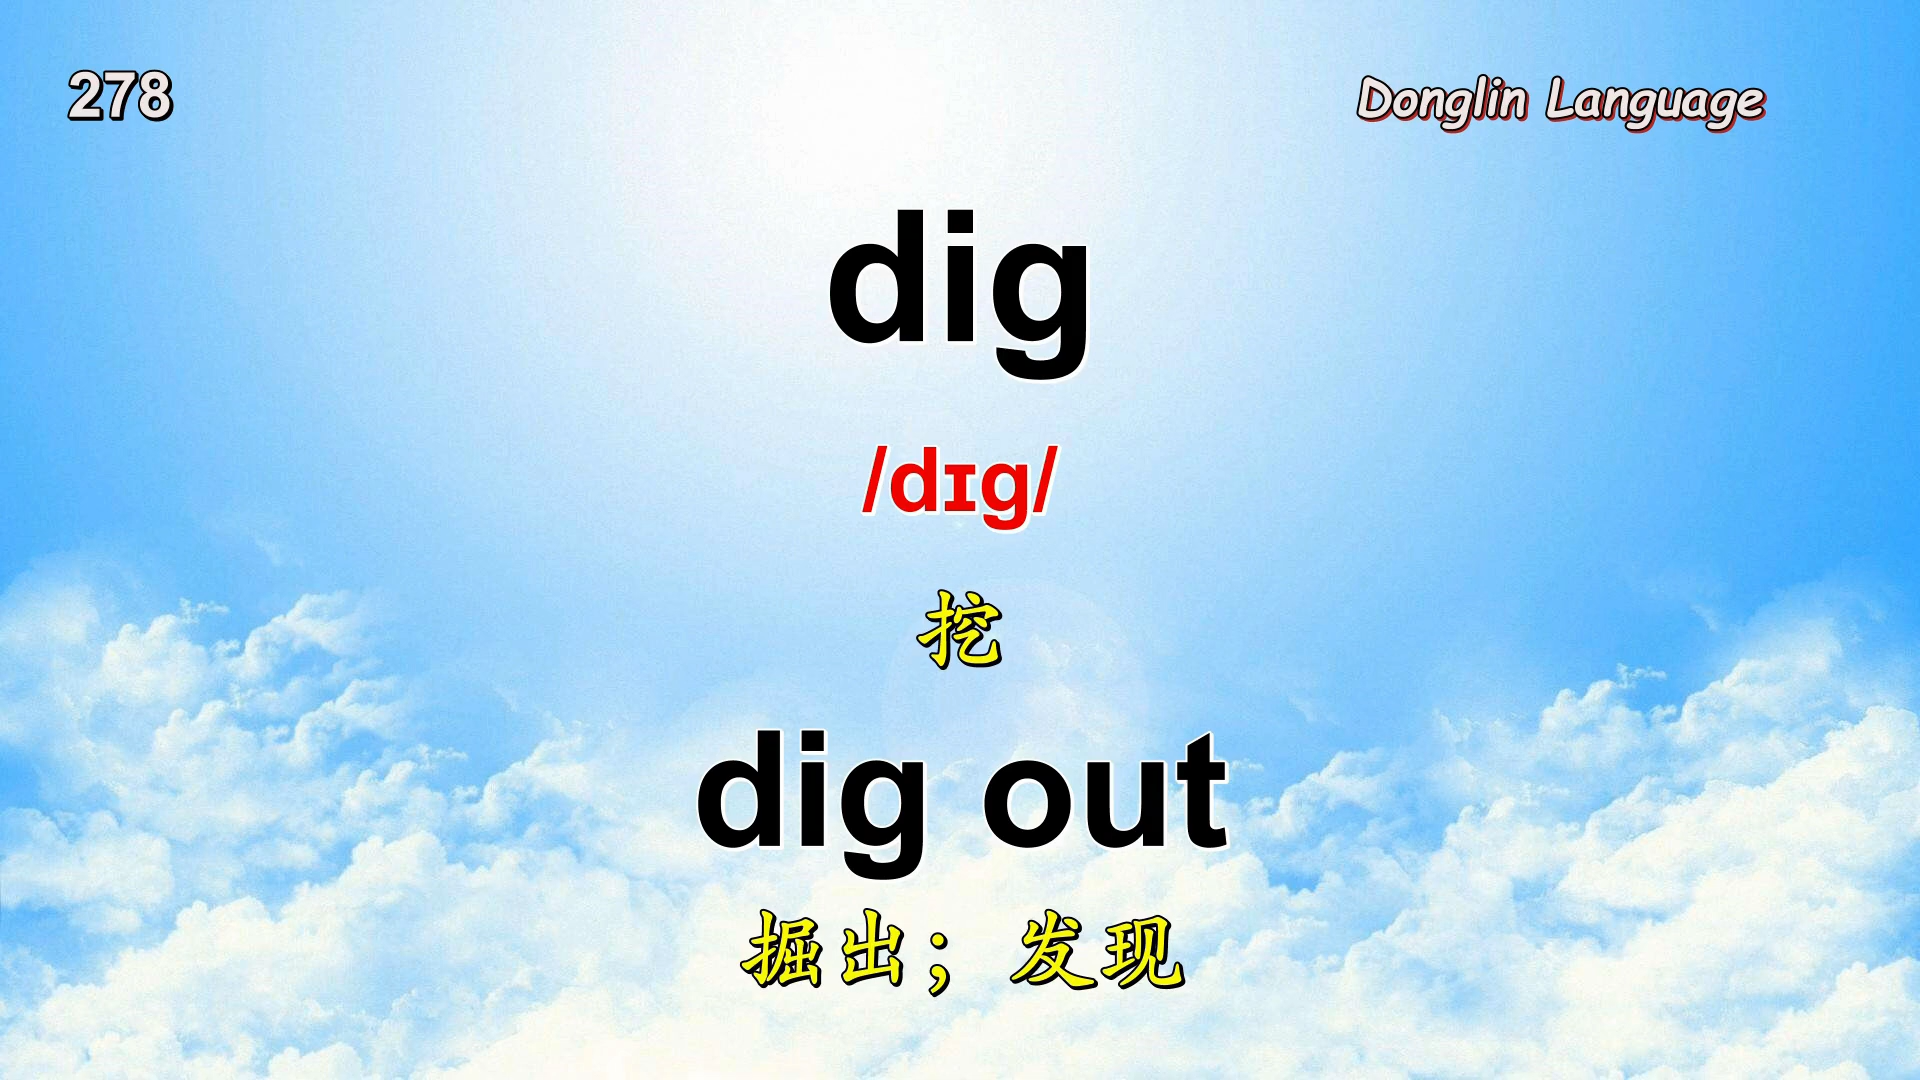 278
Donglin Language
dig
/dɪg/
挖
dig out
掘出；发现